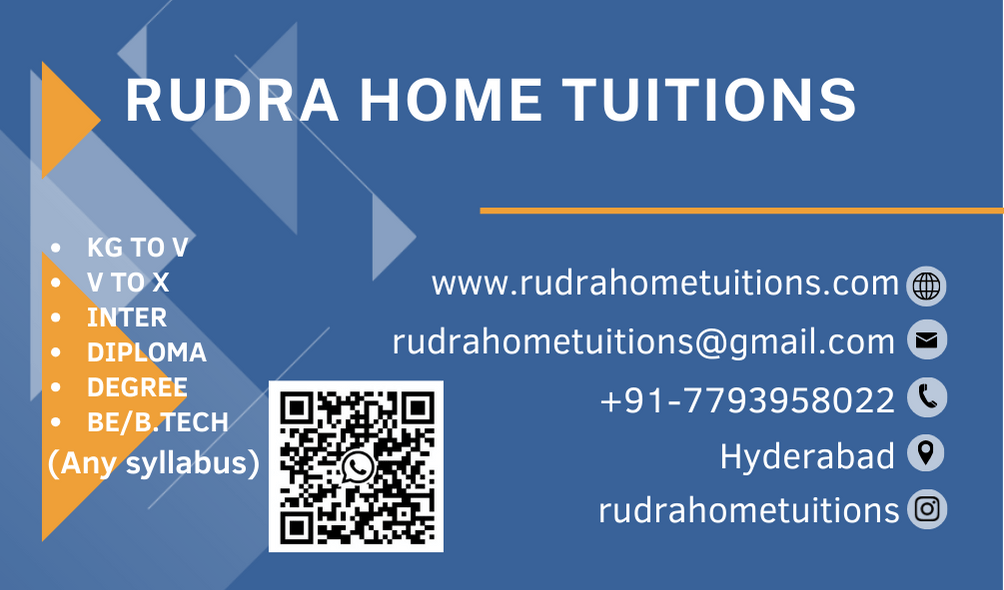 RUDRA HOME TUITIONS
• KG TO V
• V TO X
• INTER
• DIPLOMA
• DEGREE
• BE/B.TECH
(Any syllabus)
www.rudrahometuitions.com
rudrahometuitions@gmail.com
+91-7793958022
Hyderabad
rudrahometuitions